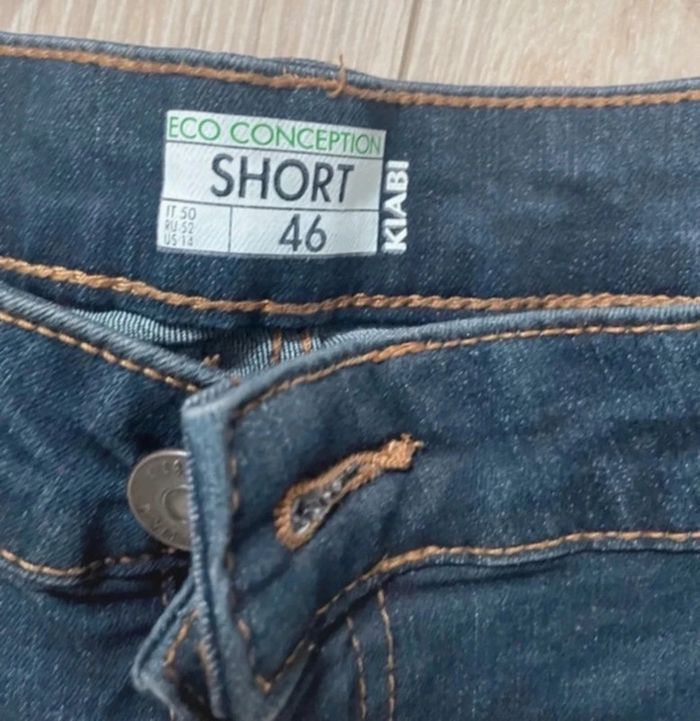 ECO CONCEPTION
SHORT
IT 50
RU 52
US 14
46
KIABI